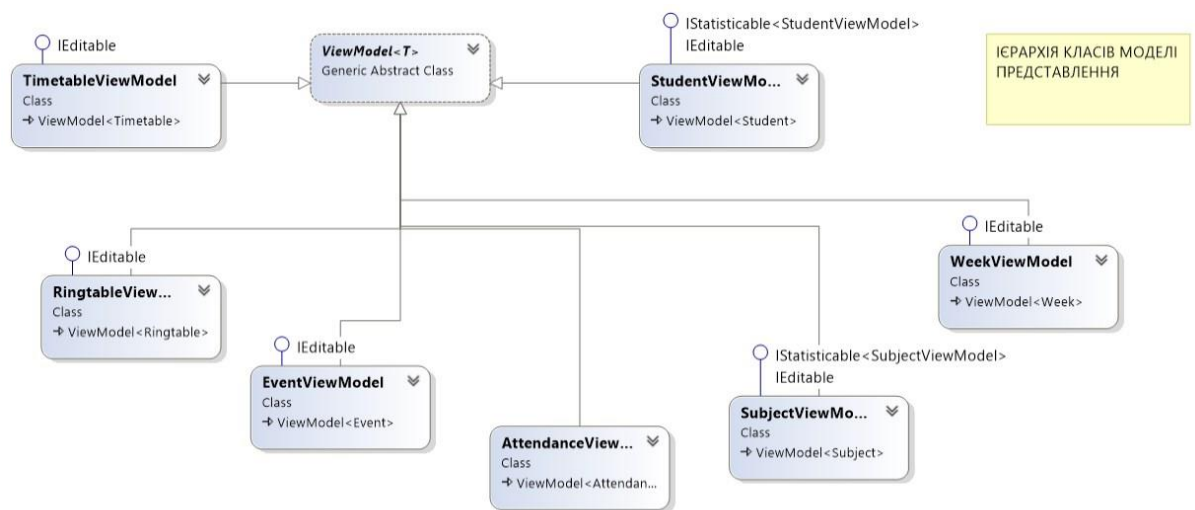 IEditable
TimetableViewModel
Class
ViewModel<Timetable>
ViewModel<T>
Generic Abstract Class
IStatisticable<StudentViewModel>
IEditable
StudentViewMo...
Class
ViewModel<Student>
ІЄРАРХІЯ КЛАСІВ МОДЕЛІ
ПРЕДСТАВЛЕННЯ
IEditable
RingtableView...
Class
ViewModel<Ringtable>
IEditable
EventViewModel
Class
ViewModel<Event>
AttendanceView...
Class
ViewModel<Attendan...
IStatisticable<SubjectViewModel>
IEditable
SubjectViewMo...
Class
ViewModel<Subject>
IEditable
WeekViewModel
Class
ViewModel<Week>